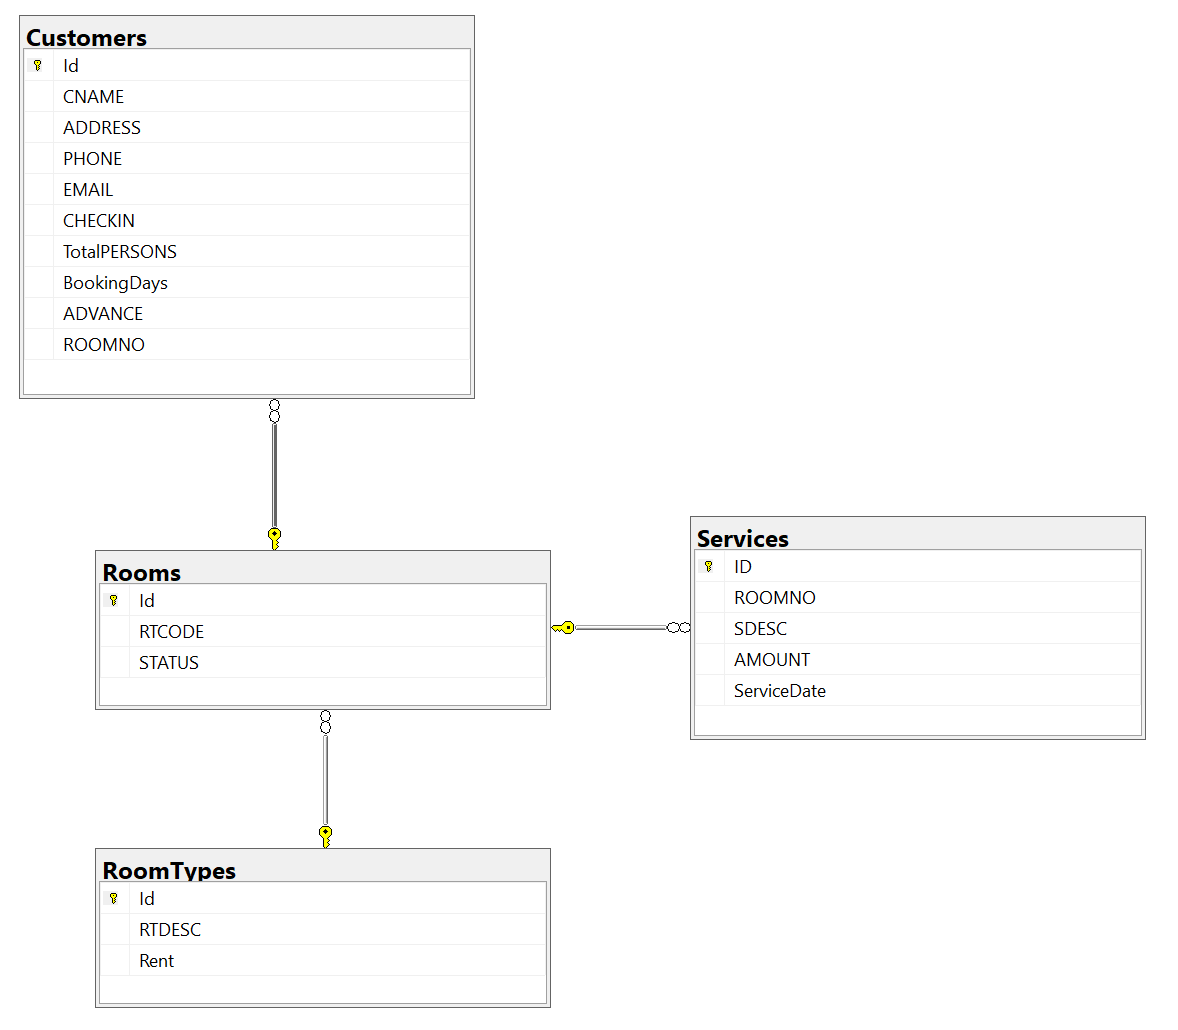 Customers
Id
CNAME
ADDRESS
PHONE
EMAIL
CHECKIN
TotalPERSONS
BookingDays
ADVANCE
ROOMNO
Rooms
Id
RTCODE
STATUS
Services
ID
ROOMNO
SDESC
AMOUNT
ServiceDate
RoomTypes
Id
RTDESC
Rent